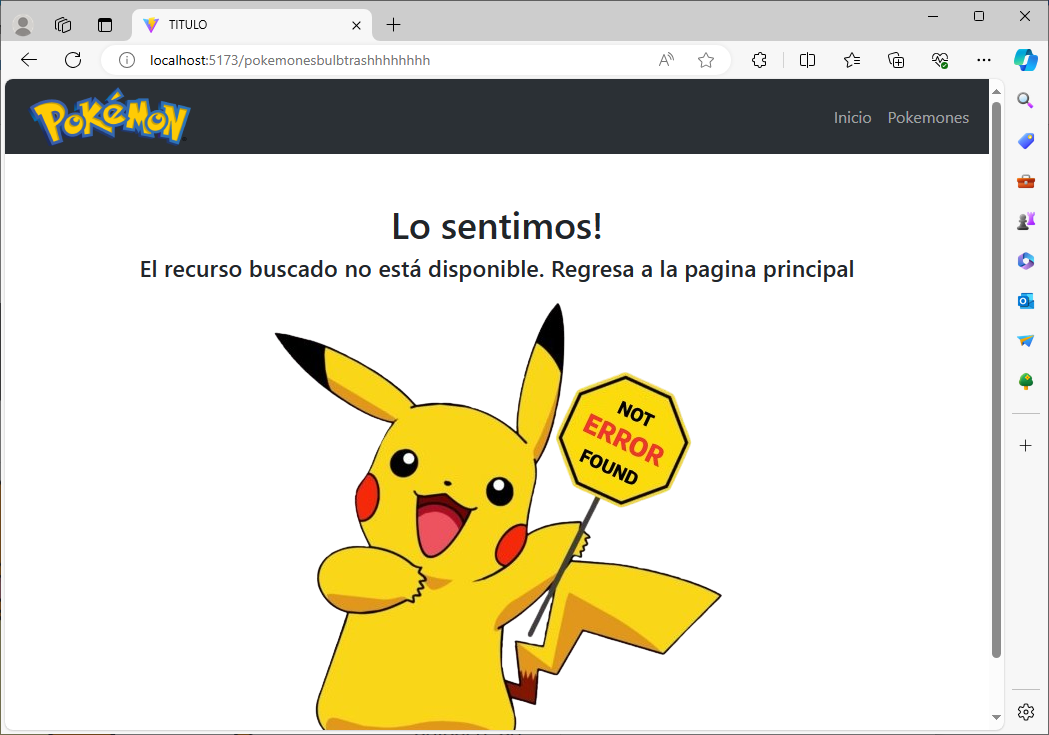 TITULO
localhost:5173/pokemonesbulbtrashhhhhhhh
POKéMON
Inicio Pokemones
Lo sentimos!
El recurso buscado no está disponible. Regresa a la pagina principal
NOT
ERROR
FOUND